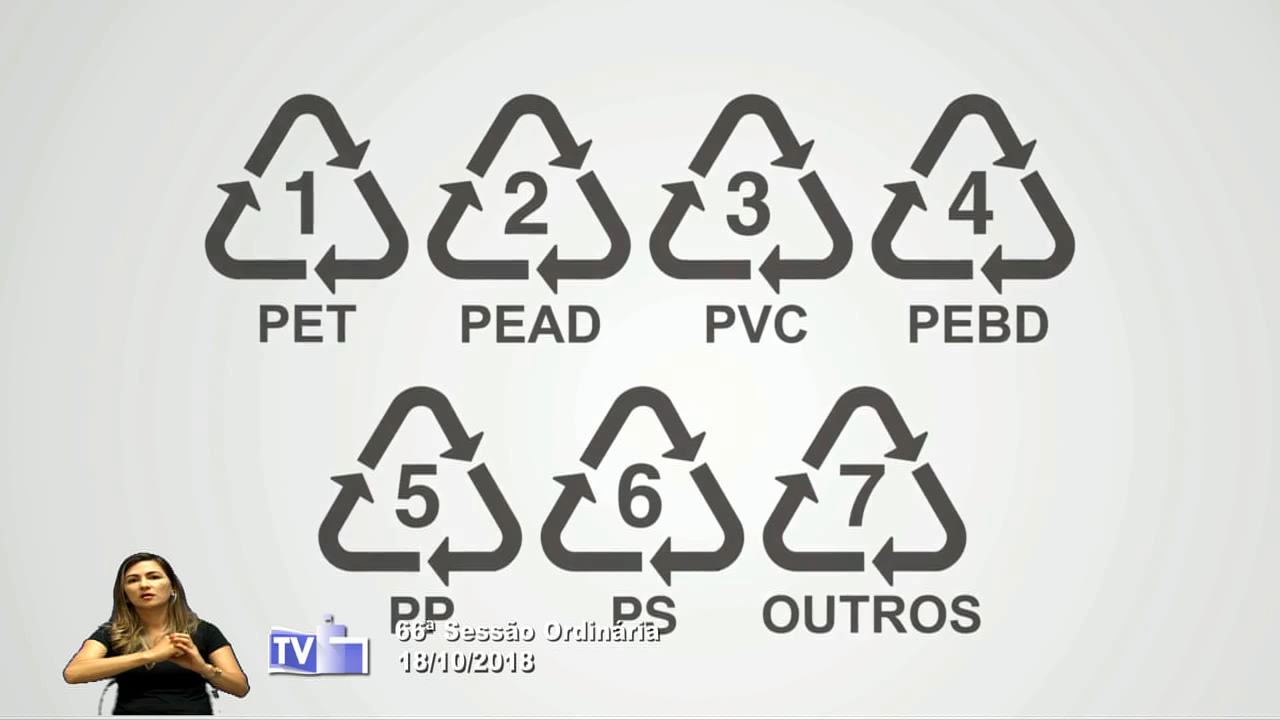 1 2 3 4
PET PEAD PVC PEBD
5 6 7
PP PS OUTROS
TV 66ª Sessão Ordinária
18/10/2018